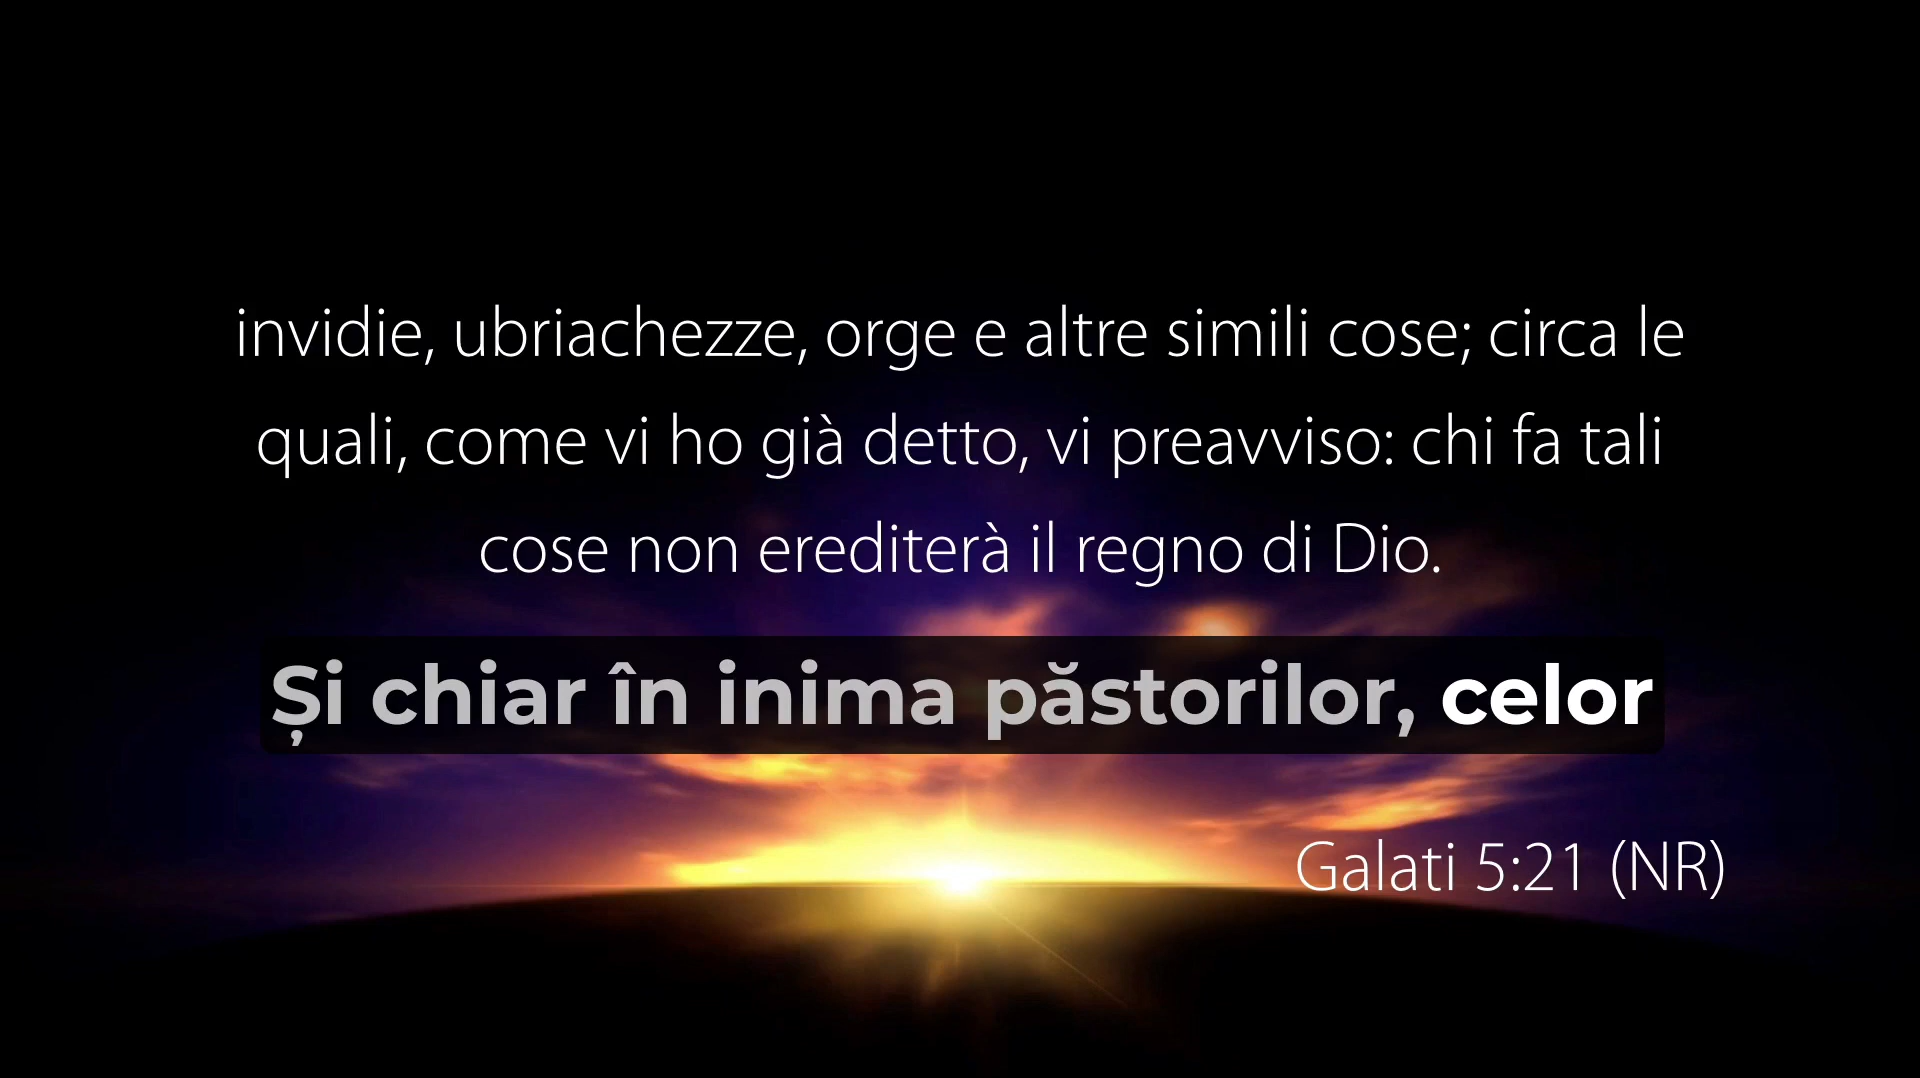 invidie, ubriachezze, orge e altre simili cose; circa le
quali, come vi ho già detto, vi preavviso: chi fa tali
cose non erediterà il regno di Dio.
Și chiar în inima păstorilor, celor
Galati 5:21 (NR)